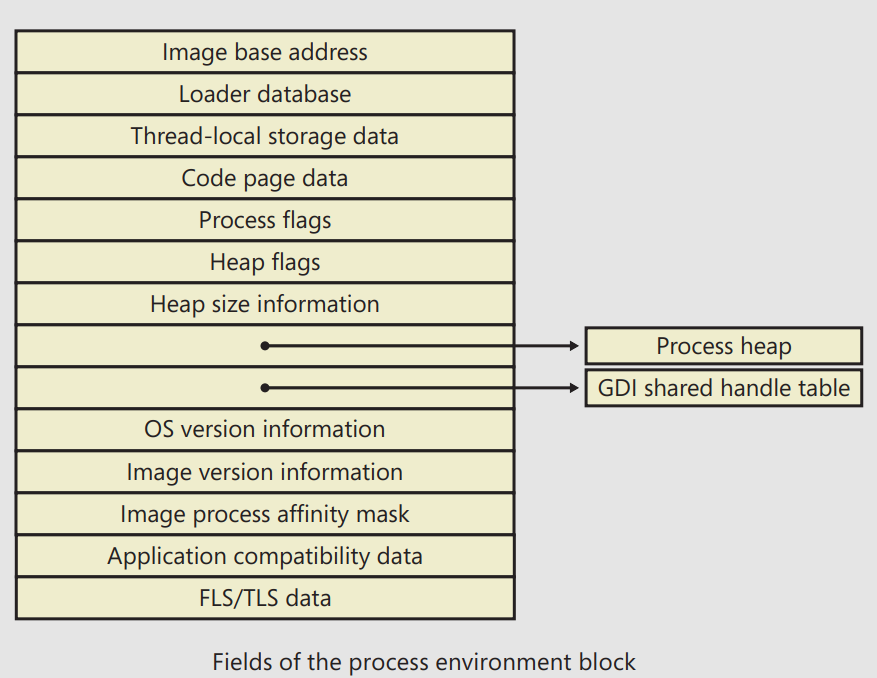 Image base address
Loader database
Thread-local storage data
Code page data
Process flags
Heap flags
Heap size information
Process heap
GDI shared handle table
OS version information
Image version information
Image process affinity mask
Application compatibility data
FLS/TLS data
Fields of the process environment block